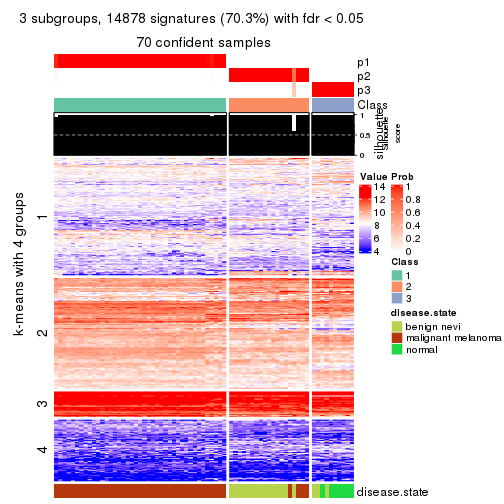 3 subgroups, 14878 signatures (70.3%) with fdr < 0.05
70 confident samples
p1
p2
p3
Class
1
0.5
0
silhouette
score
k-means with 4 groups
1
2
3
4
Value
14
12
10
8
6
4
Prob
1
0.8
0.6
0.4
0.2
0
Class
1
2
3
disease.state
benign nevi
malignant melanoma
normal
disease.state